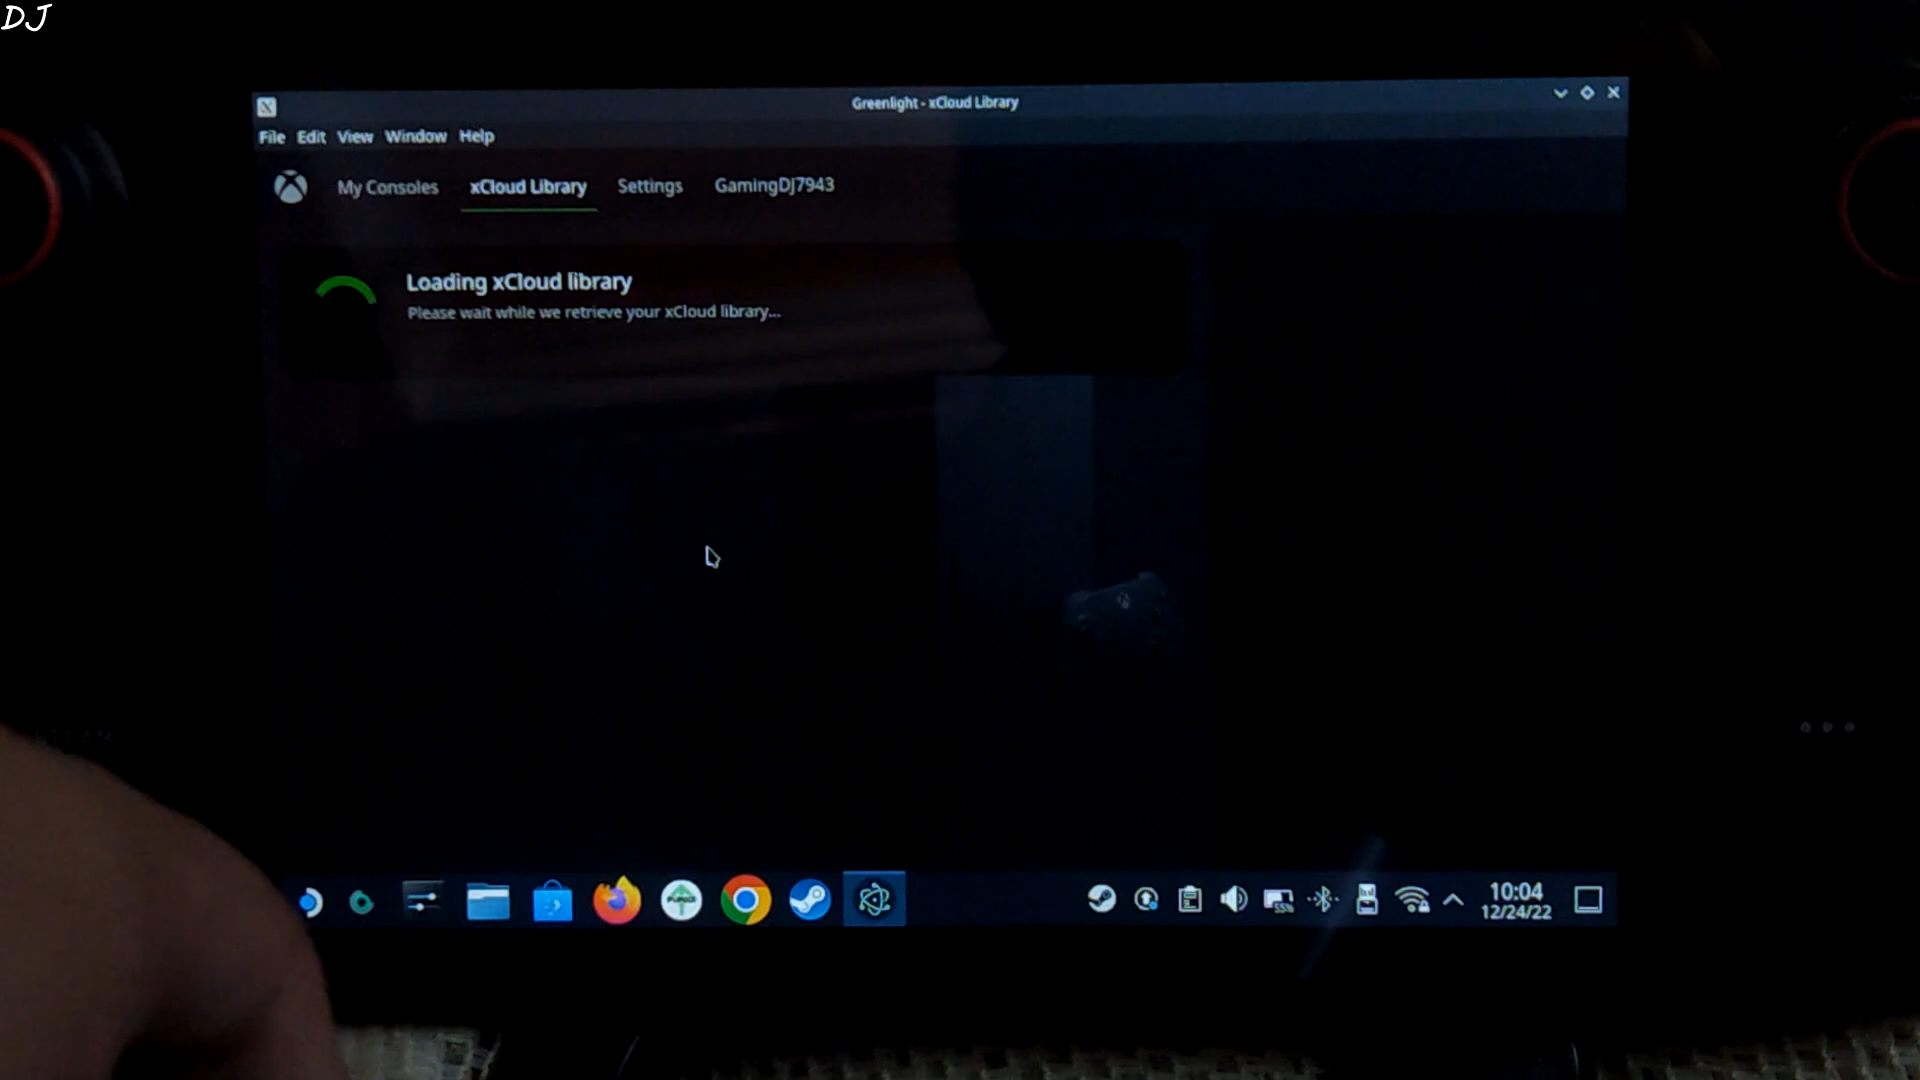 DJ
Greenlight - xCloud Library
File Edit View Window Help
My Consoles xCloud Library Settings GamingDJ7943
Loading xCloud library
Please wait while we retrieve your xCloud library...
55%
10:04
12/24/22